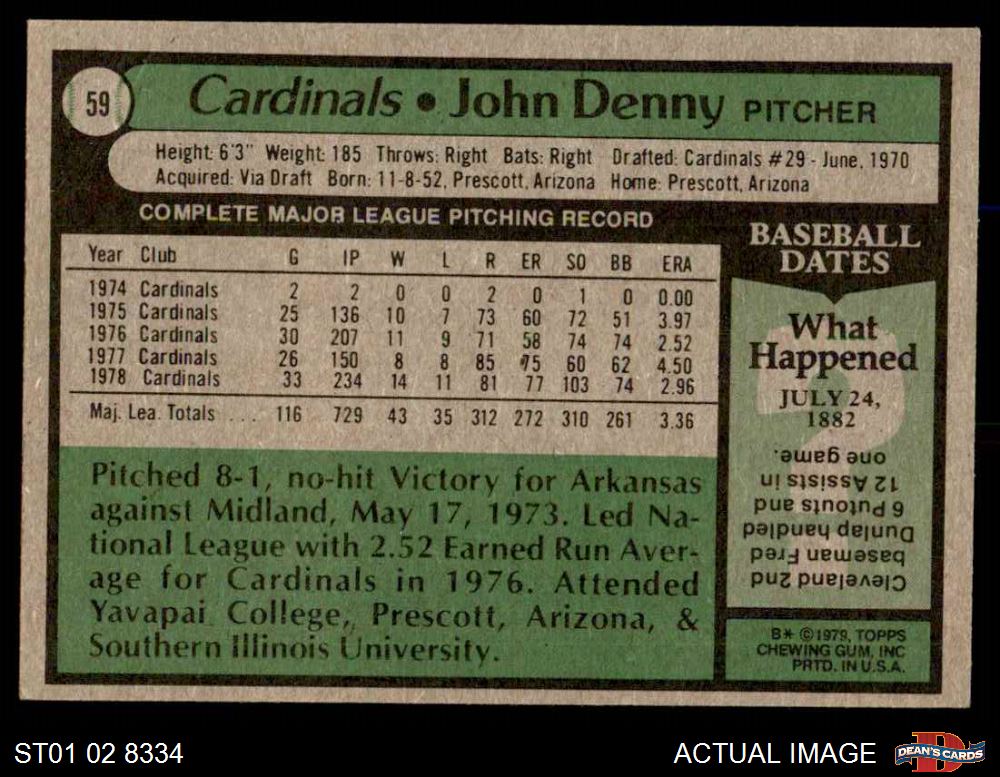 59
Cardinals • John Denny PITCHER
Height: 6'3" Weight: 185 Throws: Right Bats: Right Drafted: Cardinals #29 - June, 1970
Acquired: Via Draft Born: 11-8-52, Prescott, Arizona Home: Prescott, Arizona
COMPLETE MAJOR LEAGUE PITCHING RECORD
Year Club G IP W L R ER SO BB ERA
1974 Cardinals 2 2 0 0 2 0 1 0 0.00
1975 Cardinals 25 136 10 7 73 60 72 51 3.97
1976 Cardinals 30 207 11 9 71 58 74 74 2.52
1977 Cardinals 26 150 8 8 85 75 60 62 4.50
1978 Cardinals 33 234 14 11 81 77 103 74 2.96
Maj. Lea. Totals . . . 116 729 43 35 312 272 310 261 3.36
Pitched 8-1, no-hit Victory for Arkansas
against Midland, May 17, 1973. Led Na-
tional League with 2.52 Earned Run Aver-
age for Cardinals in 1976. Attended
Yavapai College, Prescott, Arizona, &
Southern Illinois University.
BASEBALL
DATES
What
Happened
JULY 24,
1882
Cleveland 2nd
baseman Fred
Dunlap handled
6 Putouts and
12 Assists in
one game.
B* ©1979, TOPPS
CHEWING GUM, INC
PRTD. IN U.S.A.
ST01 02 8334
ACTUAL IMAGE
D
DEAN'S CARDS